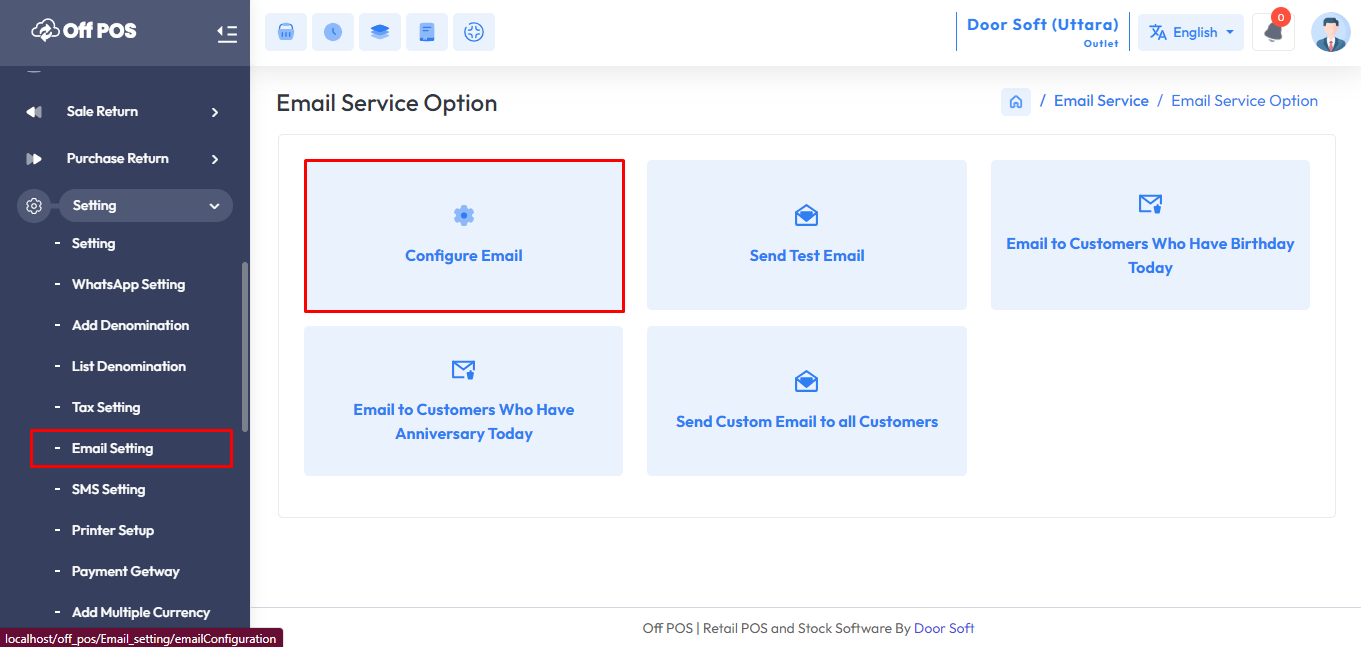 Off POS
Door Soft (Uttara)
Outlet
English
0
Sale Return
Purchase Return
Setting
- Setting
- WhatsApp Setting
- Add Denomination
- List Denomination
- Tax Setting
- Email Setting
- SMS Setting
- Printer Setup
- Payment Getway
- Add Multiple Currency
localhost/off_pos/Email_setting/emailConfiguration
Email Service Option
/ Email Service / Email Service Option
Configure Email
Send Test Email
Email to Customers Who Have Birthday
Today
Email to Customers Who Have
Anniversary Today
Send Custom Email to all Customers
Off POS | Retail POS and Stock Software By Door Soft